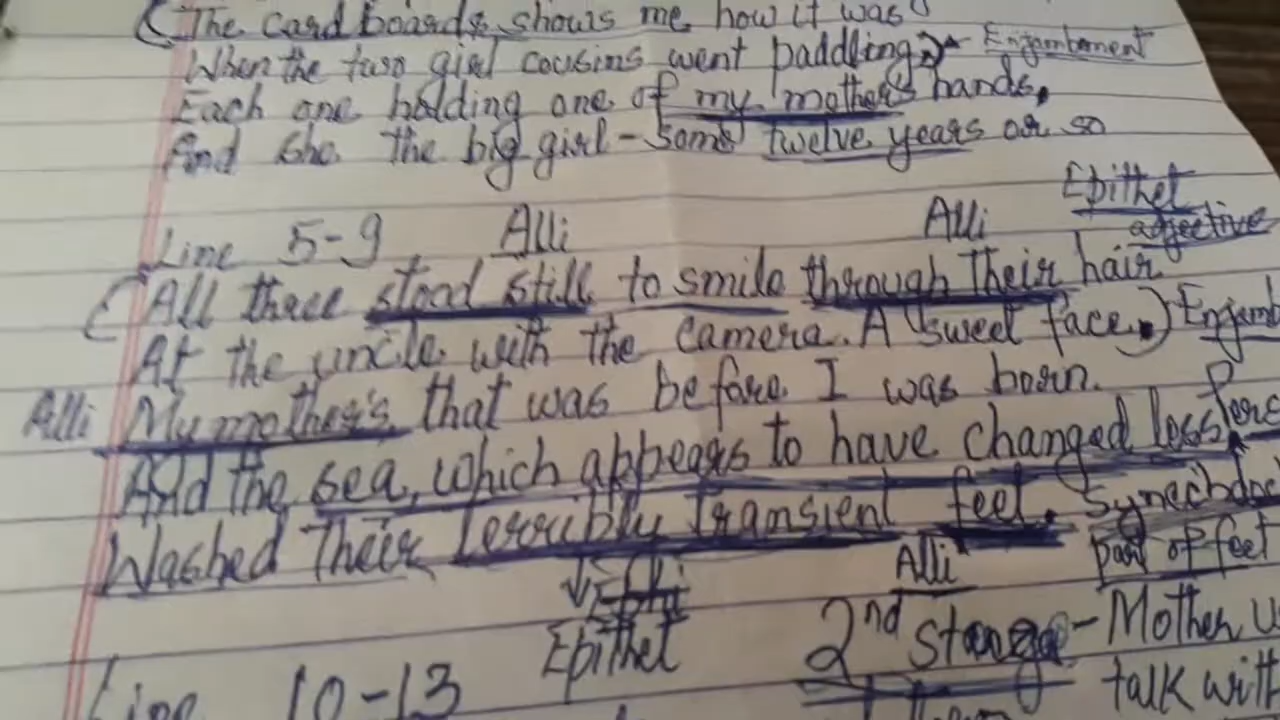 (The cardboards shows me how it was
When the two girl cousins went paddling,)- Enjambement
Each one holding one of my mother's hands.
And she the big girl - some twelve years or so
Epithet
Line 5-9 Alli Alli adjective
(All three stood still to smile through Their hair
At the uncle with the camera. A sweet face.) Enjamb
Alli My mother's, that was before I was born.
And the sea, which appears to have changed less, Pers
Washed Their terribly transient feet. Synechdoc
↓ Alli part of feet
Epithet 2nd Stanza - Mother u
Line 10-13 talk with